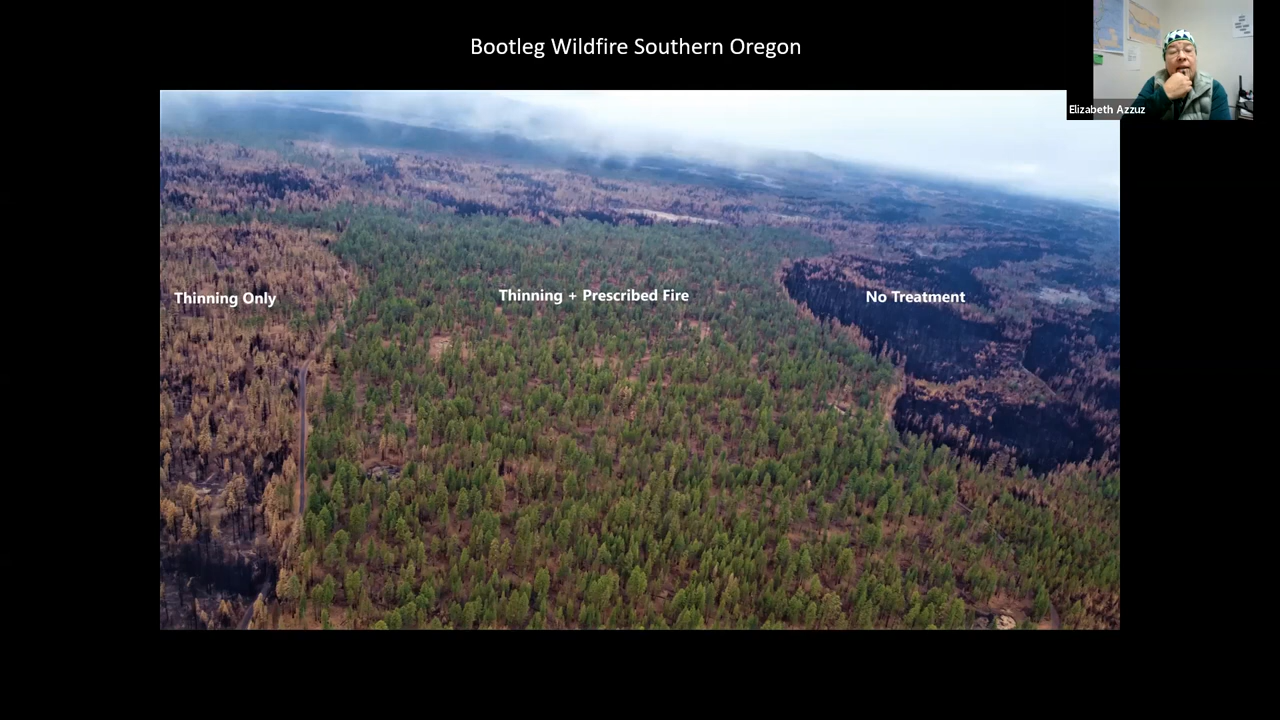 Bootleg Wildfire Southern Oregon
Elizabeth Azzuz
Thinning Only
Thinning + Prescribed Fire
No Treatment